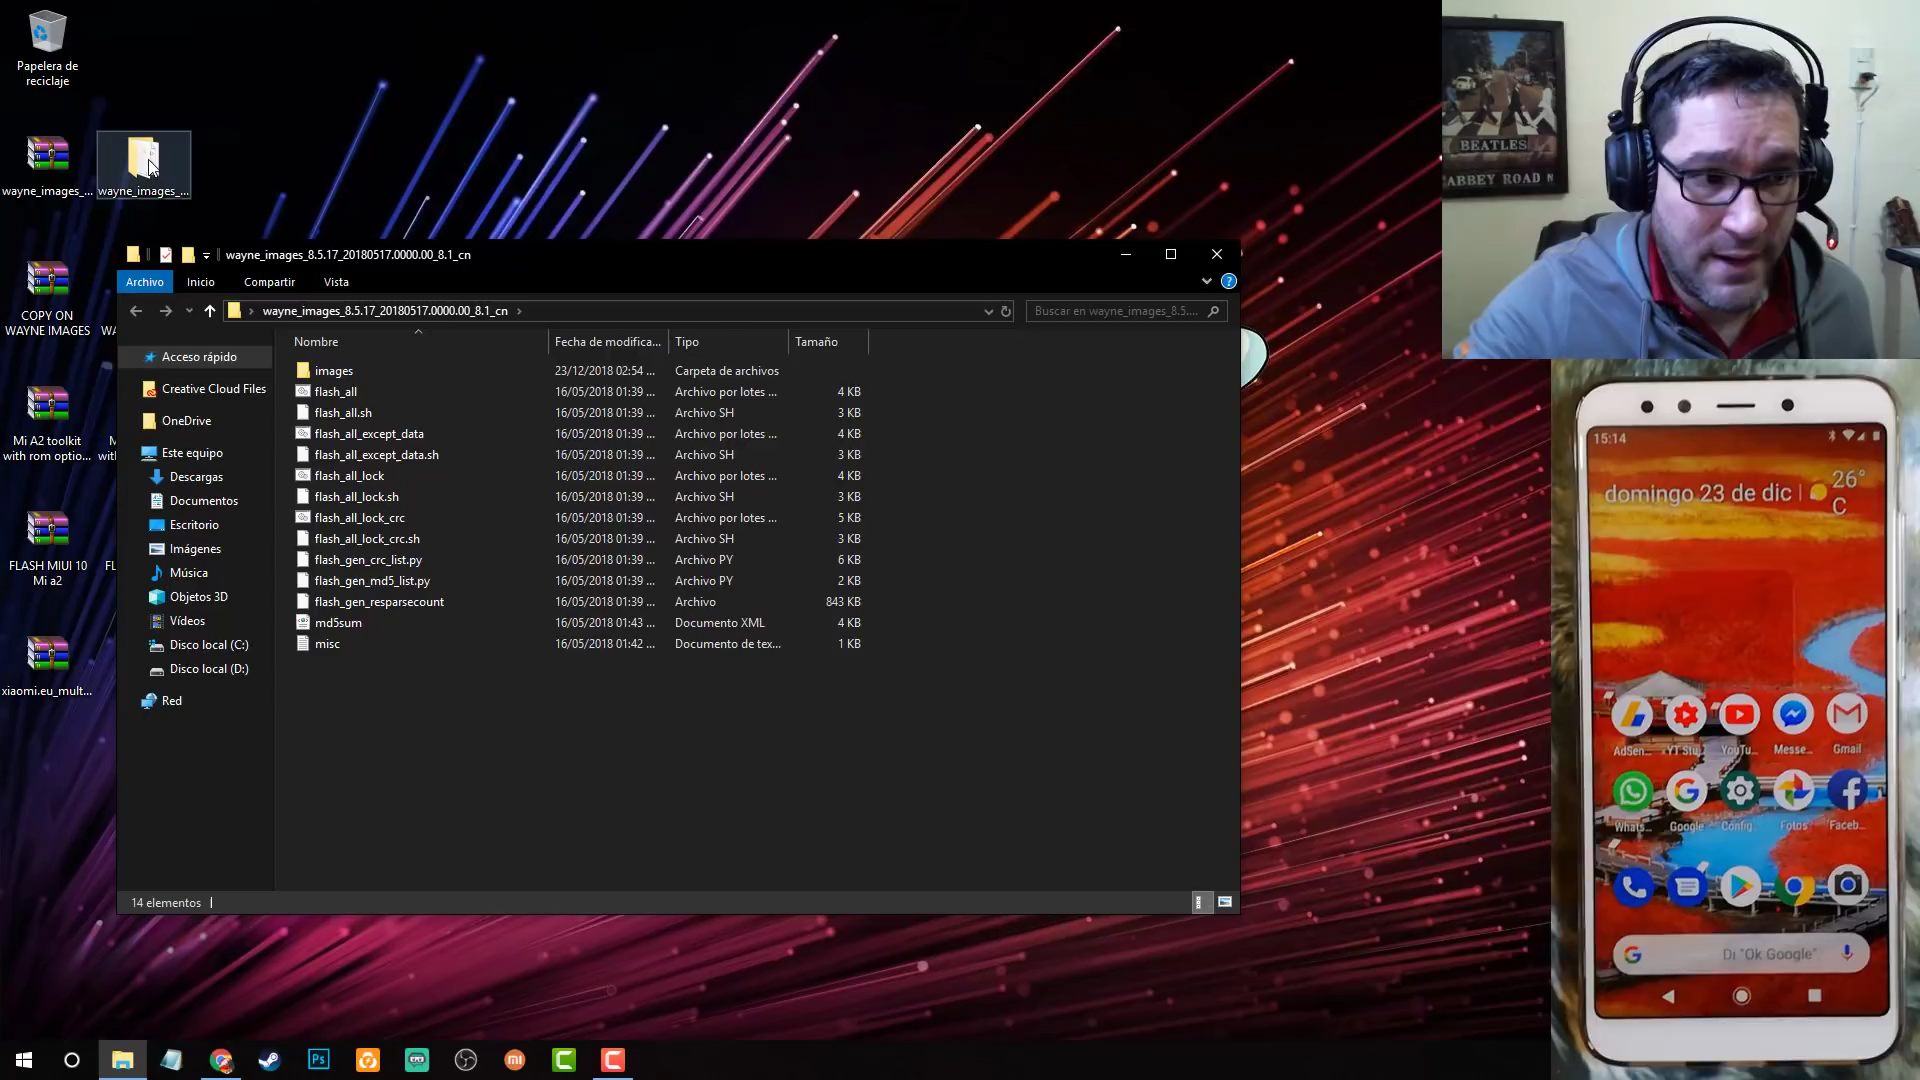 Papelera de
reciclaje
wayne_images_...
wayne_images_...
COPY ON
WAYNE IMAGES
WA
Mi A2 toolkit
with rom optio...
FLASH MIUI 10
Mi a2
xiaomi.eu_mult...
wayne_images_8.5.17_20180517.0000.00_8.1_cn
Archivo
Inicio
Compartir
Vista
wayne_images_8.5.17_20180517.0000.00_8.1_cn
Buscar en wayne_images_8.5....
Nombre
Fecha de modifica...
Tipo
Tamaño
Acceso rápido
Creative Cloud Files
OneDrive
Este equipo
Descargas
Documentos
Escritorio
Imágenes
Música
Objetos 3D
Vídeos
Disco local (C:)
Disco local (D:)
Red
images 23/12/2018 02:54 ... Carpeta de archivos
flash_all 16/05/2018 01:39 ... Archivo por lotes ... 4 KB
flash_all.sh 16/05/2018 01:39 ... Archivo SH 3 KB
flash_all_except_data 16/05/2018 01:39 ... Archivo por lotes ... 4 KB
flash_all_except_data.sh 16/05/2018 01:39 ... Archivo SH 3 KB
flash_all_lock 16/05/2018 01:39 ... Archivo por lotes ... 4 KB
flash_all_lock.sh 16/05/2018 01:39 ... Archivo SH 3 KB
flash_all_lock_crc 16/05/2018 01:39 ... Archivo por lotes ... 5 KB
flash_all_lock_crc.sh 16/05/2018 01:39 ... Archivo SH 3 KB
flash_gen_crc_list.py 16/05/2018 01:39 ... Archivo PY 6 KB
flash_gen_md5_list.py 16/05/2018 01:39 ... Archivo PY 2 KB
flash_gen_resparsecount 16/05/2018 01:39 ... Archivo 843 KB
md5sum 16/05/2018 01:43 ... Documento XML 4 KB
misc 16/05/2018 01:42 ... Documento de tex... 1 KB
14 elementos
Ps
BEATLES
ABBEY ROAD N
15:14
domingo 23 de dic | 26°
C
AdSen...
YT Stu...
YouTu...
Messe...
Gmail
Whats...
Google
Config...
Fotos
Faceb...
Di "Ok Google"